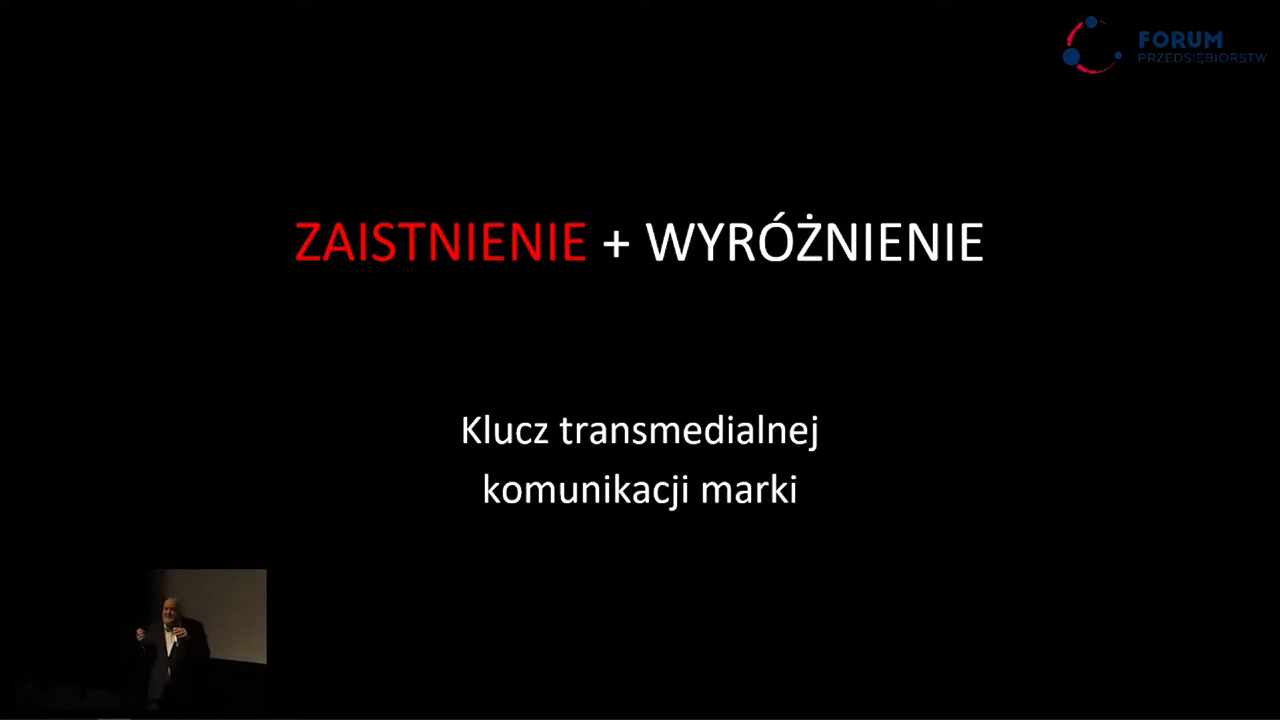 FORUM
PRZEDSIĘBIORSTW
ZAISTNIENIE + WYRÓŻNIENIE
Klucz transmedialnej
komunikacji marki